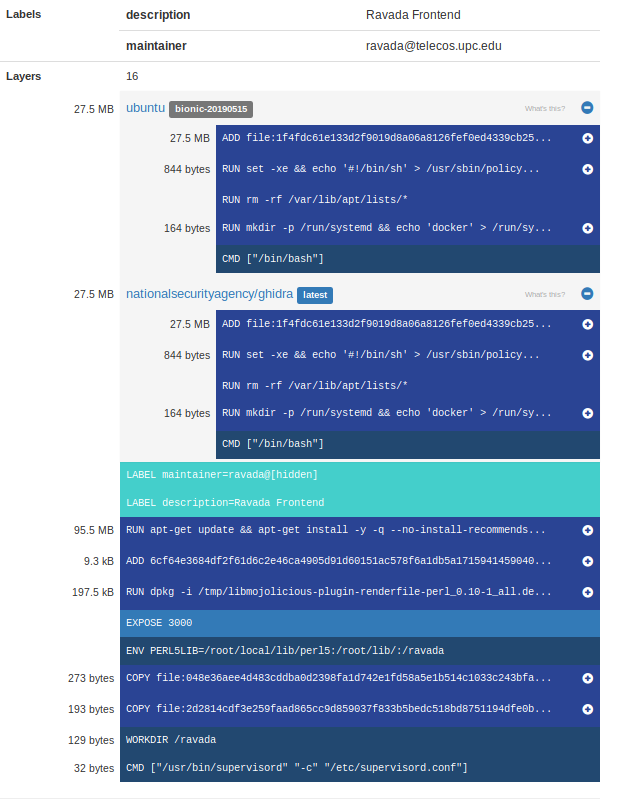 Labels description Ravada Frontend
maintainer ravada@telecos.upc.edu
Layers 16
27.5 MB ubuntu bionic-20190515 What's this?
27.5 MB ADD file:1f4fdc61e133d2f9019d8a06a8126fef0ed4339cb25...
844 bytes RUN set -xe && echo '#!/bin/sh' > /usr/sbin/policy...
RUN rm -rf /var/lib/apt/lists/*
164 bytes RUN mkdir -p /run/systemd && echo 'docker' > /run/sy...
CMD ["/bin/bash"]
27.5 MB nationalsecurityagency/ghidra latest What's this?
27.5 MB ADD file:1f4fdc61e133d2f9019d8a06a8126fef0ed4339cb25...
844 bytes RUN set -xe && echo '#!/bin/sh' > /usr/sbin/policy...
RUN rm -rf /var/lib/apt/lists/*
164 bytes RUN mkdir -p /run/systemd && echo 'docker' > /run/sy...
CMD ["/bin/bash"]
LABEL maintainer=ravada@[hidden]
LABEL description=Ravada Frontend
95.5 MB RUN apt-get update && apt-get install -y -q --no-install-recommends...
9.3 kB ADD 6cf64e3684df2f61d6c2e46ca4905d91d60151ac578f6a1db5a1715941459040...
197.5 kB RUN dpkg -i /tmp/libmojolicious-plugin-renderfile-perl_0.10-1_all.de...
EXPOSE 3000
ENV PERL5LIB=/root/local/lib/perl5:/root/lib/:/ravada
273 bytes COPY file:048e36aee4d483cddba0d2398fa1d742e1fd58a5e1b514c1033c243bfa...
193 bytes COPY file:2d2814cdf3e259faad865cc9d859037f833b5bedc518bd8751194dfe0b...
129 bytes WORKDIR /ravada
32 bytes CMD ["/usr/bin/supervisord" "-c" "/etc/supervisord.conf"]